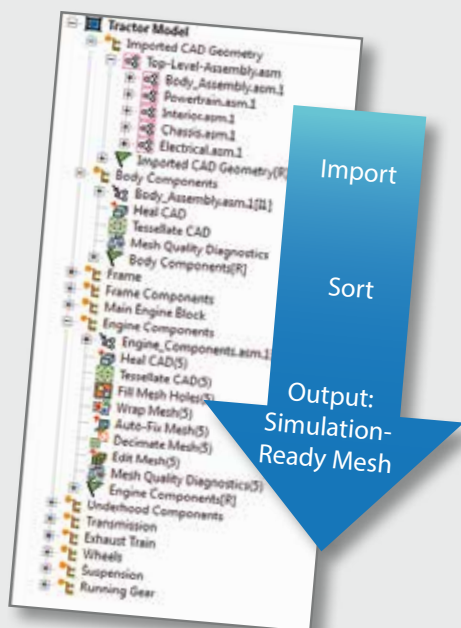 Tractor Model
Imported CAD Geometry
Top-Level-Assembly.asm
Body_Assembly.asm.1
Powertrain.asm.1
Interior.asm.1
Chassis.asm.1
Electrical.asm.1
Imported CAD Geometry[R]
Body Components
Body_Assembly.asm.1[I1]
Heal CAD
Tessellate CAD
Mesh Quality Diagnostics
Body Components[R]
Frame
Frame Components
Main Engine Block
Engine Components
Engine_Components.asm.1
Heal CAD(5)
Tessellate CAD(5)
Fill Mesh Holes(5)
Wrap Mesh(5)
Auto-Fix Mesh(5)
Decimate Mesh(5)
Edit Mesh(5)
Mesh Quality Diagnostics(5)
Engine Components[R]
Underhood Components
Transmission
Exhaust Train
Wheels
Suspension
Running Gear
Import
Sort
Output:
Simulation-
Ready Mesh